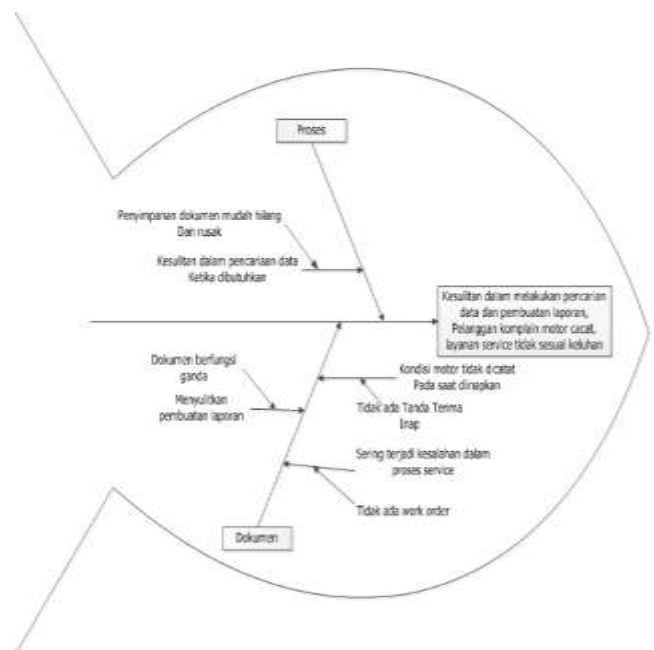 Proses
Penyimpanan dokumen mudah hilang
Dan rusak
Kesulitan dalam pencariaan data
Ketika dibutuhkan
Kesulitan dalam melakukan pencarian
data dan pembuatan laporan,
Pelanggan komplain motor cacat,
layanan service tidak sesuai keluhan
Dokumen berfungsi
ganda
Menyulitkan
pembuatan laporan
Kondisi motor tidak dicatat
Pada saat diinapkan
Tidak ada Tanda Terima
Inap
Sering terjadi kesalahan dalam
proses service
Tidak ada work order
Dokumen